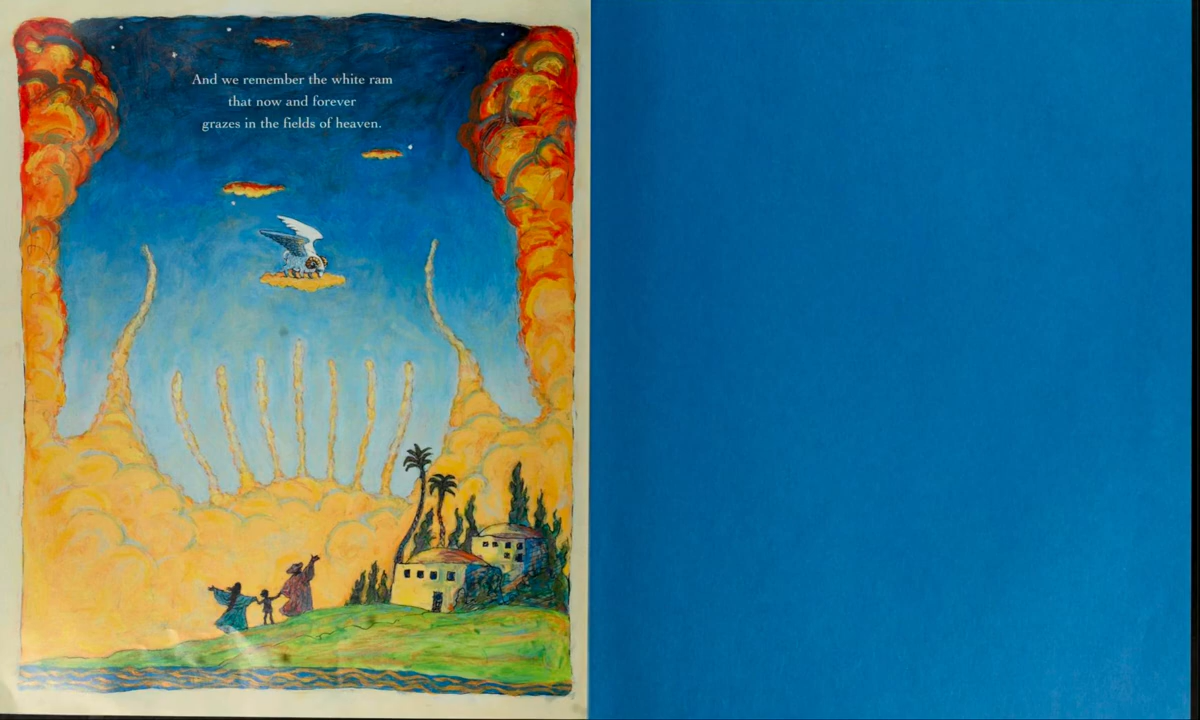 And we remember the white ram
that now and forever
grazes in the fields of heaven.